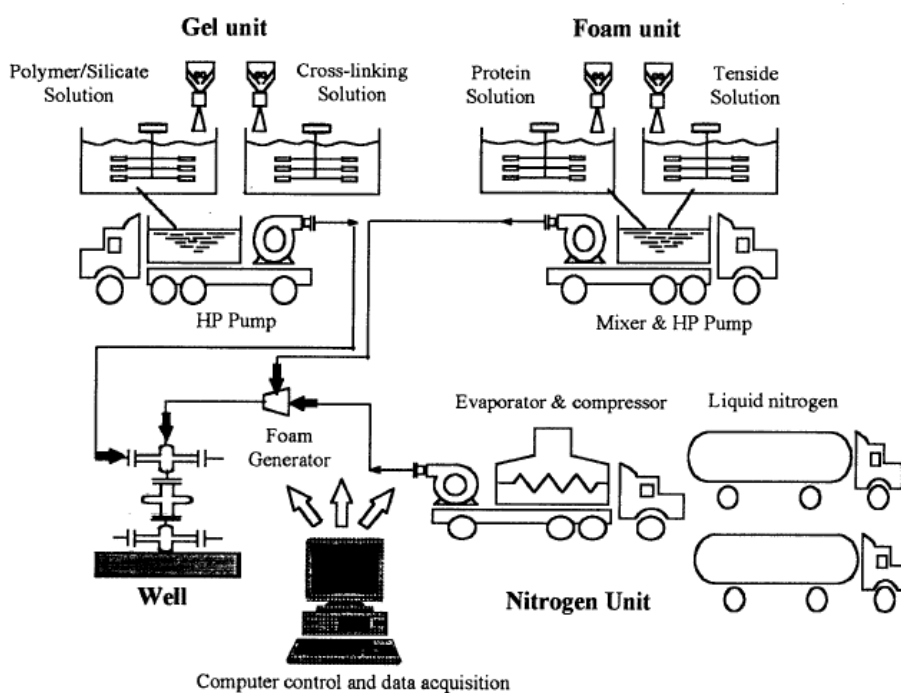 Gel unit
Foam unit
Polymer/Silicate
Solution
Cross-linking
Solution
Protein
Solution
Tenside
Solution
HP Pump
Mixer & HP Pump
Evaporator & compressor
Liquid nitrogen
Foam
Generator
Well
Nitrogen Unit
Computer control and data acquisition